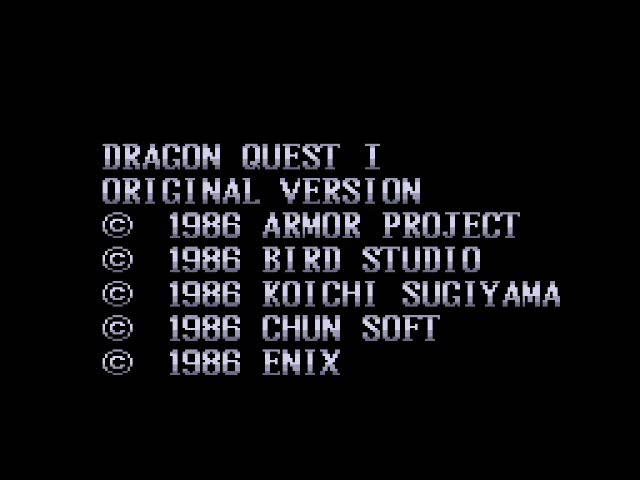 DRAGON QUEST I
ORIGINAL VERSION
© 1986 ARMOR PROJECT
© 1986 BIRD STUDIO
© 1986 KOICHI SUGIYAMA
© 1986 CHUN SOFT
© 1986 ENIX